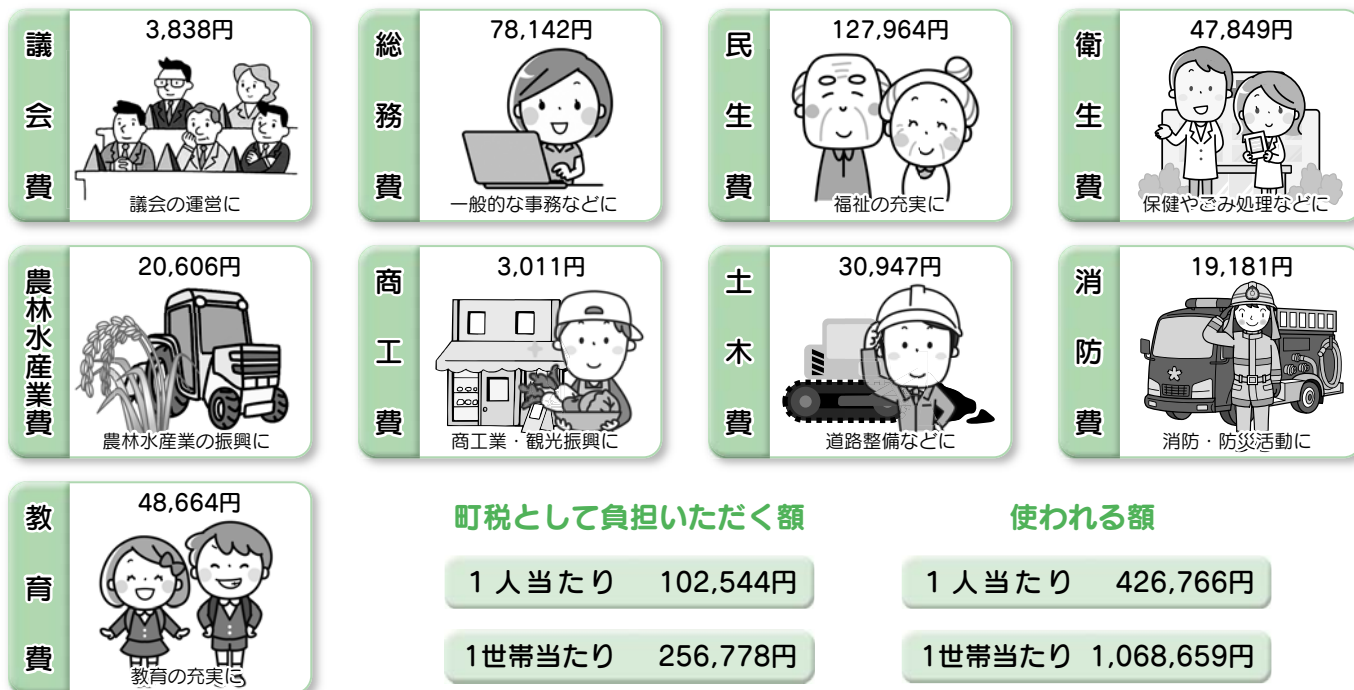 議会費
3,838円
議会の運営に
総務費
78,142円
一般的な事務などに
民生費
127,964円
福祉の充実に
衛生費
47,849円
保健やごみ処理などに
農林水産業費
20,606円
農林水産業の振興に
商工費
3,011円
商工業・観光振興に
土木費
30,947円
道路整備などに
消防費
19,181円
消防・防災活動に
教育費
48,664円
教育の充実に
町税として負担いただく額
1人当たり 102,544円
1世帯当たり 256,778円
使われる額
1人当たり 426,766円
1世帯当たり 1,068,659円